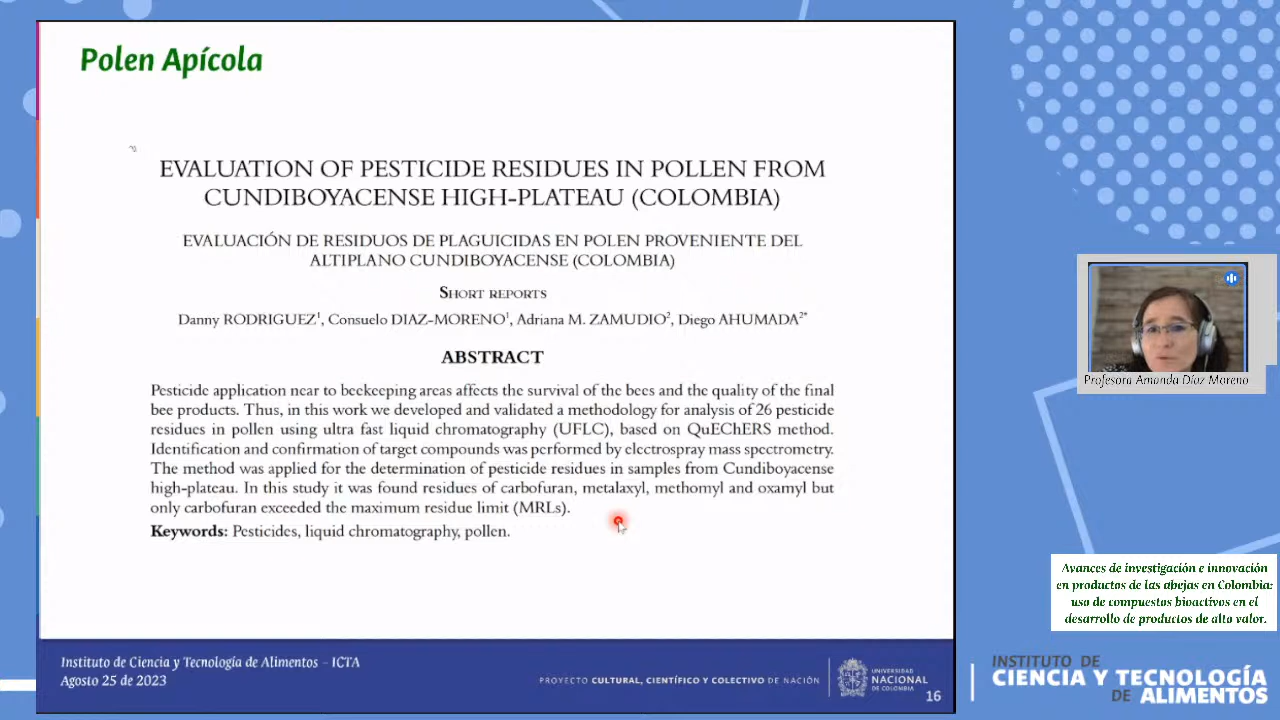 Polen Apícola
EVALUATION OF PESTICIDE RESIDUES IN POLLEN FROM
CUNDIBOYACENSE HIGH-PLATEAU (COLOMBIA)
EVALUACIÓN DE RESIDUOS DE PLAGUICIDAS EN POLEN PROVENIENTE DEL
ALTIPLANO CUNDIBOYACENSE (COLOMBIA)
SHORT REPORTS
Danny RODRIGUEZ¹, Consuelo DIAZ-MORENO¹, Adriana M. ZAMUDIO², Diego AHUMADA²*
ABSTRACT
Pesticide application near to beekeeping areas affects the survival of the bees and the quality of the final
bee products. Thus, in this work we developed and validated a methodology for analysis of 26 pesticide
residues in pollen using ultra fast liquid chromatography (UFLC), based on QuEChERS method.
Identification and confirmation of target compounds was performed by electrospray mass spectrometry.
The method was applied for the determination of pesticide residues in samples from Cundiboyacense
high-plateau. In this study it was found residues of carbofuran, metalaxyl, methomyl and oxamyl but
only carbofuran exceeded the maximum residue limit (MRLs).
Keywords: Pesticides, liquid chromatography, pollen.
Instituto de Ciencia y Tecnología de Alimentos – ICTA
Agosto 25 de 2023
PROYECTO CULTURAL, CIENTÍFICO Y COLECTIVO DE NACIÓN
UNIVERSIDAD
NACIONAL
DE COLOMBIA
16
Profesora Amanda Díaz Moreno
Avances de investigación e innovación
en productos de las abejas en Colombia:
uso de compuestos bioactivos en el
desarrollo de productos de alto valor.
INSTITUTO DE
CIENCIA Y TECNOLOGÍA
DE ALIMENTOS